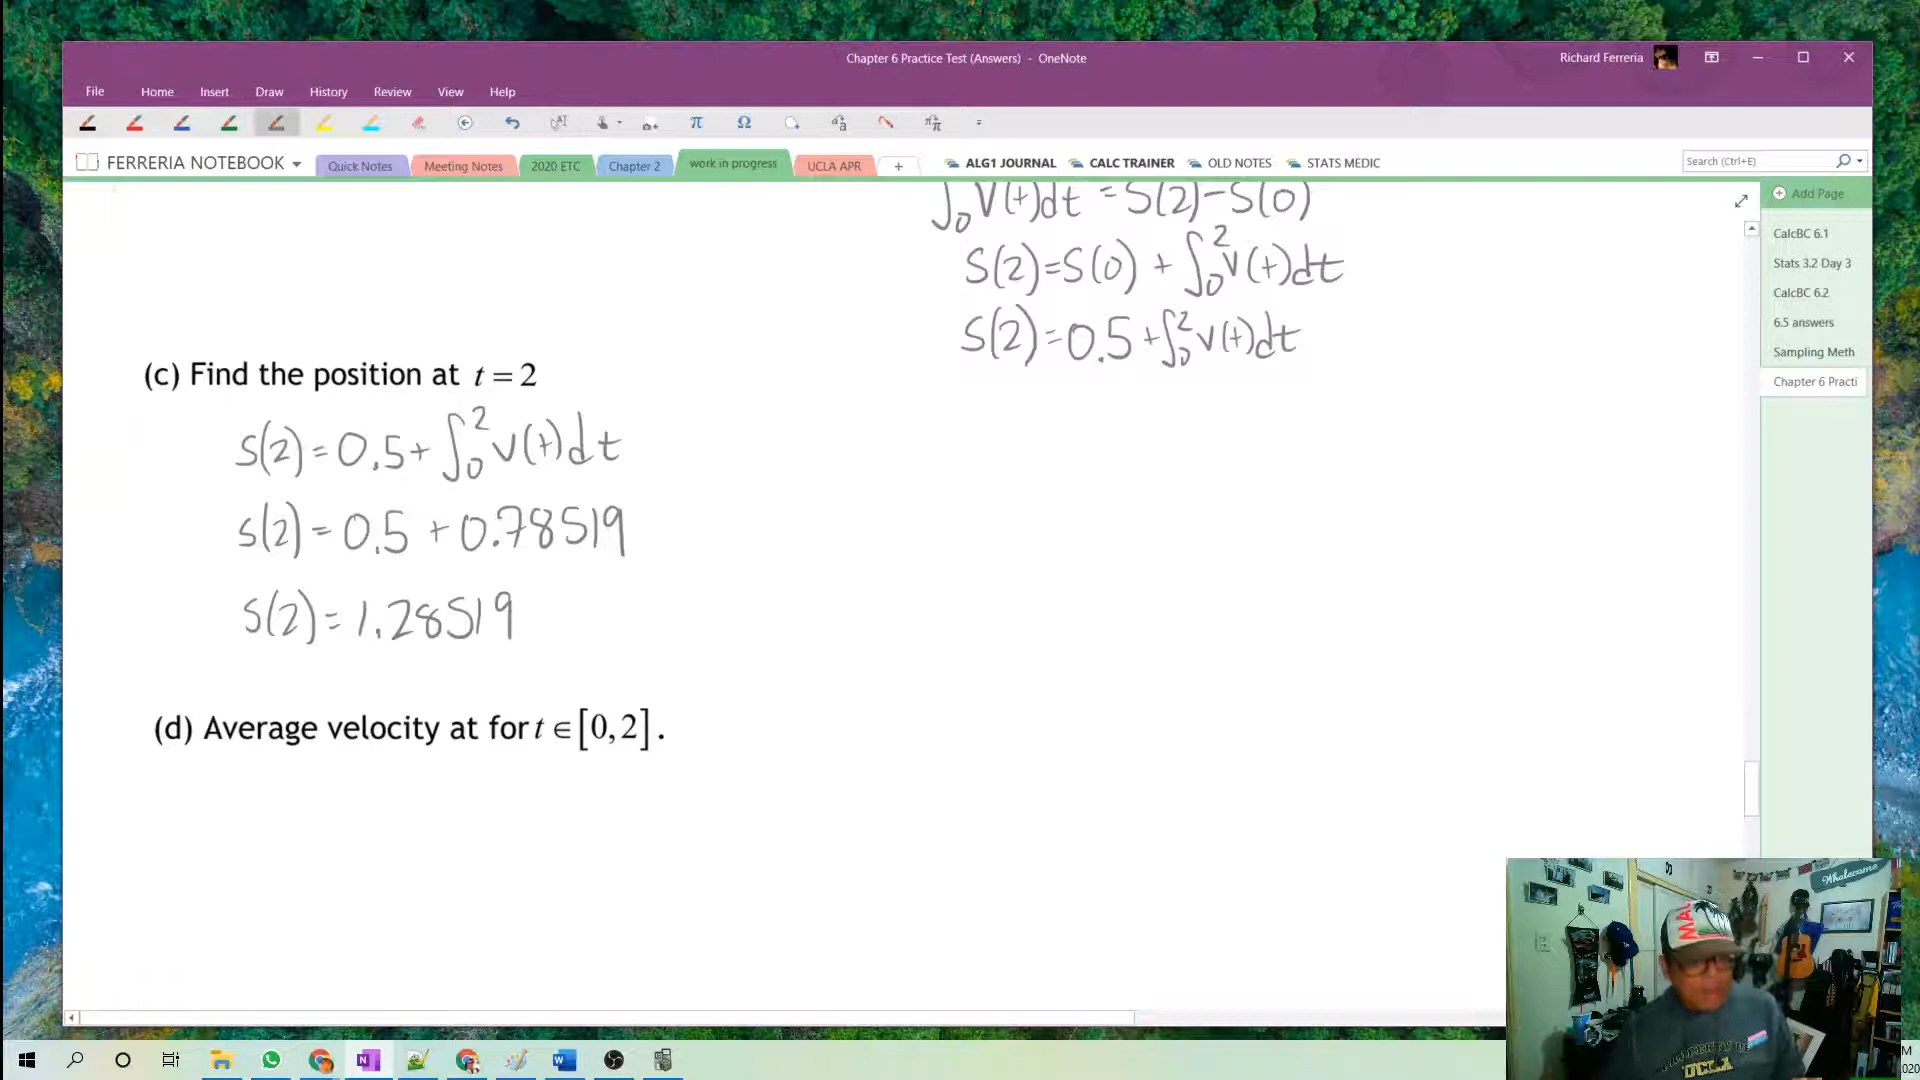 Chapter 6 Practice Test (Answers) - OneNote
Richard Ferreria
File Home Insert Draw History Review View Help
FERRERIA NOTEBOOK
Quick Notes
Meeting Notes
2020 ETC
Chapter 2
work in progress
UCLA APR
+
ALG1 JOURNAL
CALC TRAINER
OLD NOTES
STATS MEDIC
Search (Ctrl+E)
Add Page
CalcBC 6.1
Stats 3.2 Day 3
CalcBC 6.2
6.5 answers
Sampling Meth
Chapter 6 Practi
∫₀ V(t)dt = S(2)-S(0)
S(2)=S(0) + ∫₀² V(t)dt
S(2)=0.5+∫₀² V(t)dt
(c) Find the position at t = 2
S(2)=0.5+ ∫₀² V(t)dt
S(2)=0.5 + 0.78519
S(2)=1.28519
(d) Average velocity at for t ∈ [0, 2].
Whalecome
PROPERTY OF
UCLA